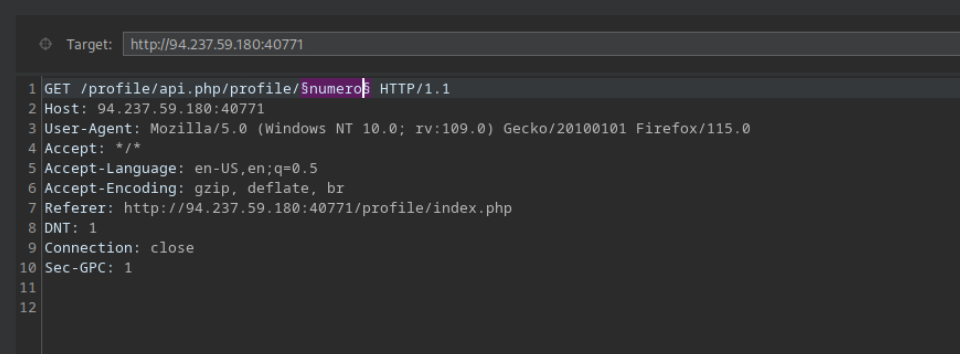 Target: http://94.237.59.180:40771
1 GET /profile/api.php/profile/§numero§ HTTP/1.1
2 Host: 94.237.59.180:40771
3 User-Agent: Mozilla/5.0 (Windows NT 10.0; rv:109.0) Gecko/20100101 Firefox/115.0
4 Accept: */*
5 Accept-Language: en-US,en;q=0.5
6 Accept-Encoding: gzip, deflate, br
7 Referer: http://94.237.59.180:40771/profile/index.php
8 DNT: 1
9 Connection: close
10 Sec-GPC: 1
11
12